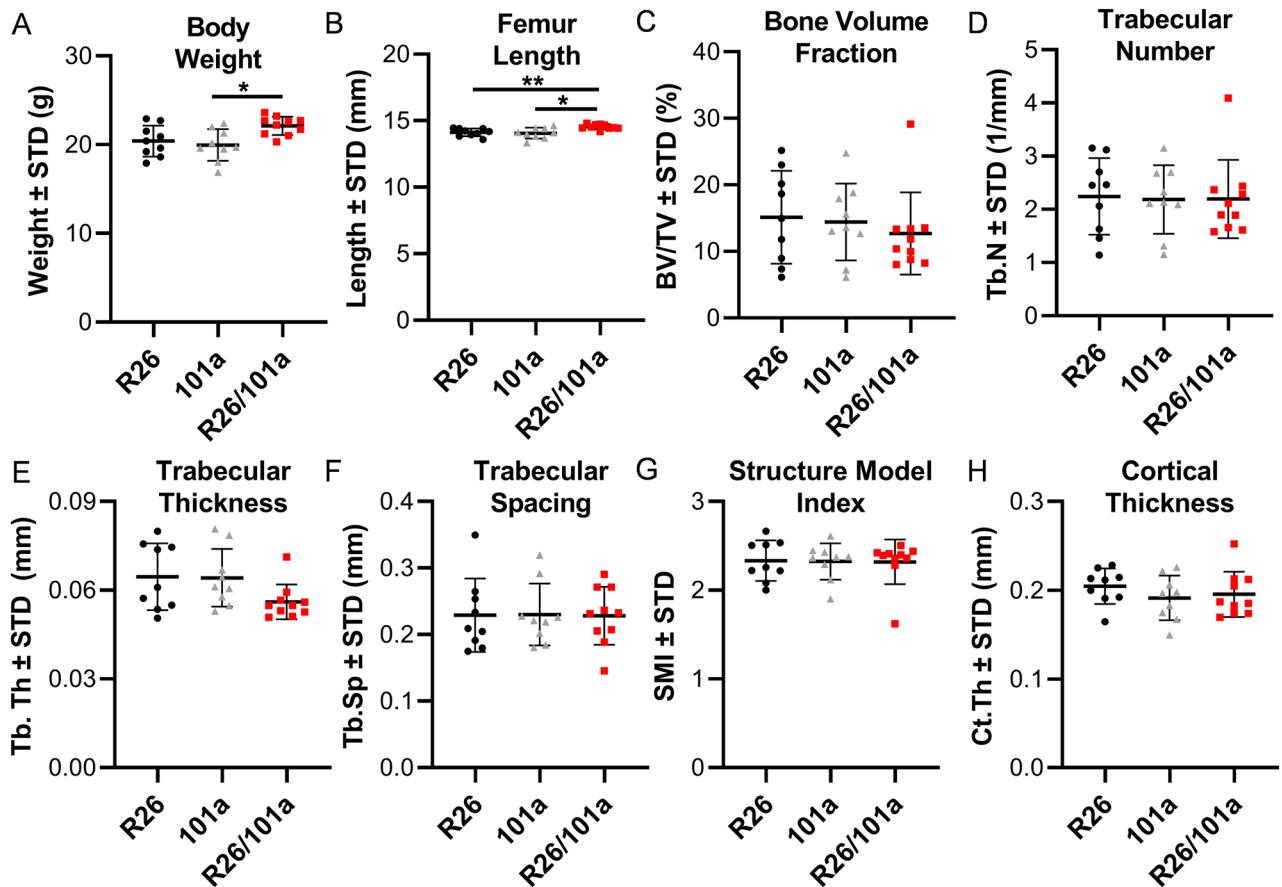 A
Body
Weight
Weight ± STD (g)
30
20
10
0
*
R26
101a
R26/101a
B
Femur
Length
Length ± STD (mm)
20
15
10
5
0
**
*
R26
101a
R26/101a
C
Bone Volume
Fraction
BV/TV ± STD (%)
40
30
20
10
0
R26
101a
R26/101a
D
Trabecular
Number
Tb.N ± STD (1/mm)
5
4
3
2
1
0
R26
101a
R26/101a
E
Trabecular
Thickness
Tb. Th ± STD (mm)
0.09
0.06
0.03
0.00
R26
101a
R26/101a
F
Trabecular
Spacing
Tb.Sp ± STD (mm)
0.4
0.3
0.2
0.1
0.0
R26
101a
R26/101a
G
Structure Model
Index
SMI ± STD
3
2
1
0
R26
101a
R26/101a
H
Cortical
Thickness
Ct.Th ± STD (mm)
0.3
0.2
0.1
0.0
R26
101a
R26/101a